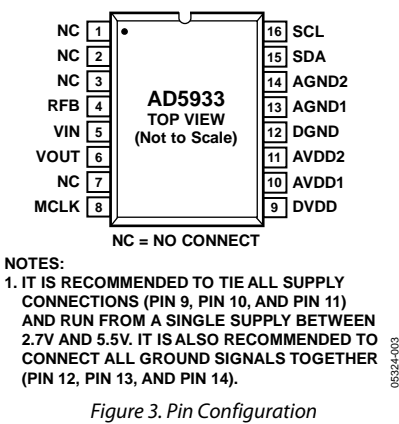 NC 1 16 SCL
NC 2 15 SDA
NC 3 14 AGND2
RFB 4 AD5933 13 AGND1
TOP VIEW
VIN 5 (Not to Scale) 12 DGND
VOUT 6 11 AVDD2
NC 7 10 AVDD1
MCLK 8 9 DVDD
NC = NO CONNECT
NOTES:
1. IT IS RECOMMENDED TO TIE ALL SUPPLY
CONNECTIONS (PIN 9, PIN 10, AND PIN 11)
AND RUN FROM A SINGLE SUPPLY BETWEEN
2.7V AND 5.5V. IT IS ALSO RECOMMENDED TO
CONNECT ALL GROUND SIGNALS TOGETHER
(PIN 12, PIN 13, AND PIN 14).
05324-003
Figure 3. Pin Configuration